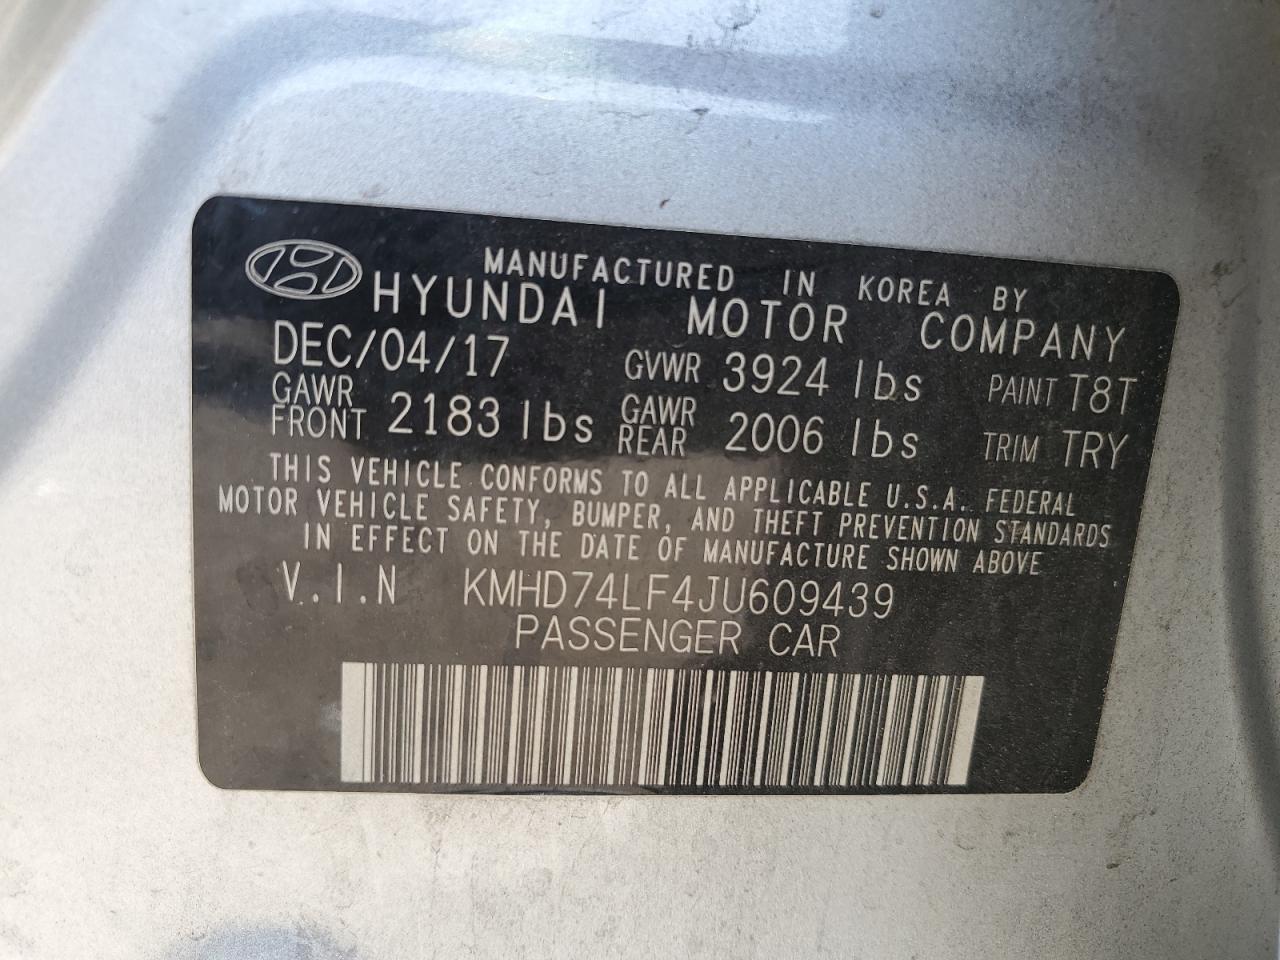 MANUFACTURED IN KOREA BY
HYUNDAI MOTOR COMPANY
DEC/04/17 GVWR 3924 lbs PAINT T8T
GAWR FRONT 2183 lbs GAWR REAR 2006 lbs TRIM TRY
THIS VEHICLE CONFORMS TO ALL APPLICABLE U.S.A. FEDERAL
MOTOR VEHICLE SAFETY, BUMPER, AND THEFT PREVENTION STANDARDS
IN EFFECT ON THE DATE OF MANUFACTURE SHOWN ABOVE
V.I.N KMHD74LF4JU609439
PASSENGER CAR